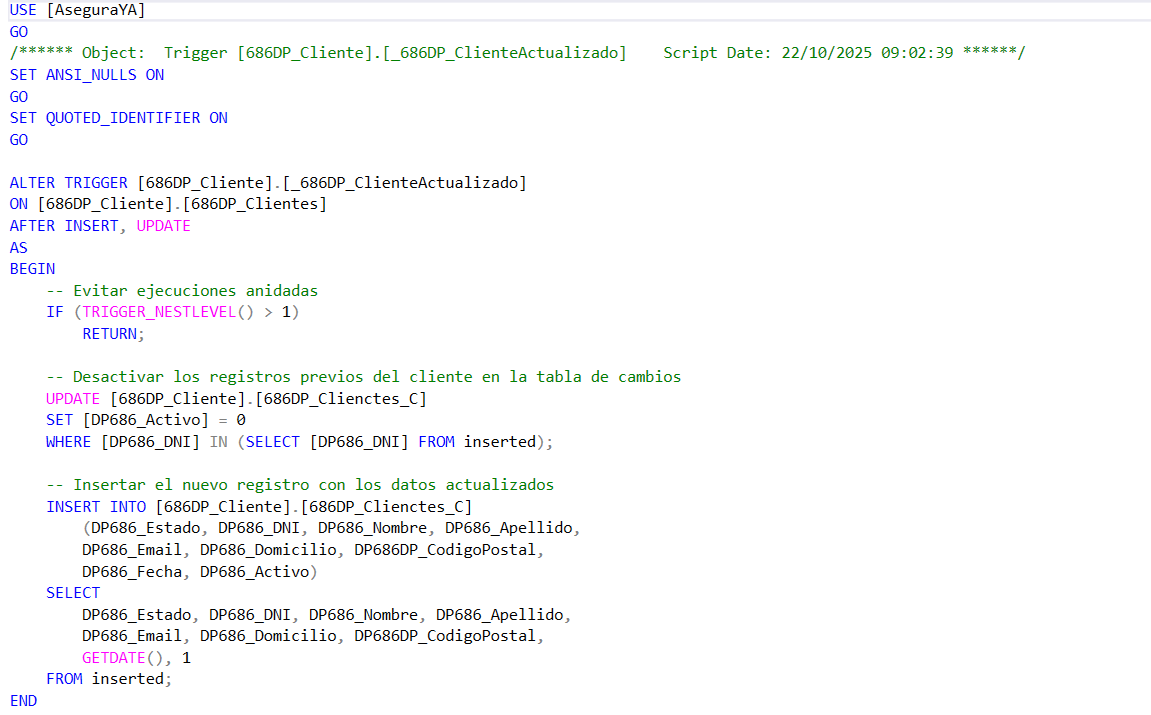 USE [AseguraYA]
GO
/****** Object:  Trigger [686DP_Cliente].[_686DP_ClienteActualizado]    Script Date: 22/10/2025 09:02:39 ******/
SET ANSI_NULLS ON
GO
SET QUOTED_IDENTIFIER ON
GO

ALTER TRIGGER [686DP_Cliente].[_686DP_ClienteActualizado]
ON [686DP_Cliente].[686DP_Clientes]
AFTER INSERT, UPDATE
AS
BEGIN
    -- Evitar ejecuciones anidadas
    IF (TRIGGER_NESTLEVEL() > 1)
        RETURN;

    -- Desactivar los registros previos del cliente en la tabla de cambios
    UPDATE [686DP_Cliente].[686DP_Clienctes_C]
    SET [DP686_Activo] = 0
    WHERE [DP686_DNI] IN (SELECT [DP686_DNI] FROM inserted);

    -- Insertar el nuevo registro con los datos actualizados
    INSERT INTO [686DP_Cliente].[686DP_Clienctes_C]
        (DP686_Estado, DP686_DNI, DP686_Nombre, DP686_Apellido,
        DP686_Email, DP686_Domicilio, DP686DP_CodigoPostal,
        DP686_Fecha, DP686_Activo)
    SELECT
        DP686_Estado, DP686_DNI, DP686_Nombre, DP686_Apellido,
        DP686_Email, DP686_Domicilio, DP686DP_CodigoPostal,
        GETDATE(), 1
    FROM inserted;
END